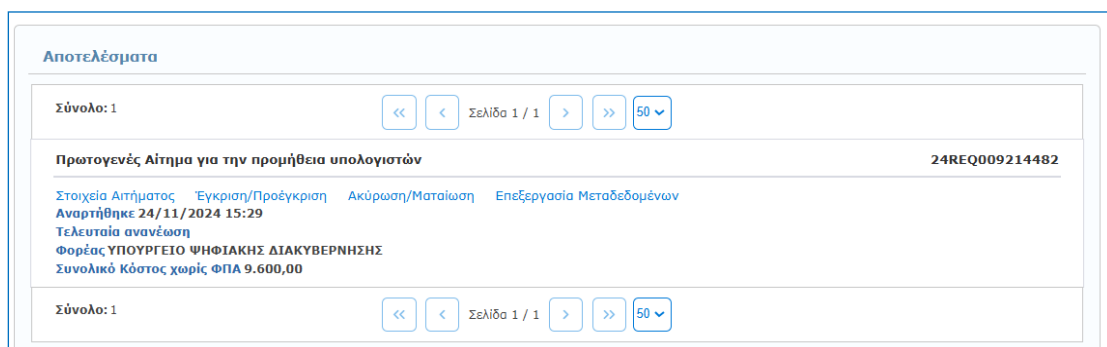 Αποτελέσματα
Σύνολο: 1 « < Σελίδα 1 / 1 > » 50
Πρωτογενές Αίτημα για την προμήθεια υπολογιστών 24REQ009214482
Στοιχεία Αιτήματος Έγκριση/Προέγκριση Ακύρωση/Ματαίωση Επεξεργασία Μεταδεδομένων
Αναρτήθηκε 24/11/2024 15:29
Τελευταία ανανέωση
Φορέας ΥΠΟΥΡΓΕΙΟ ΨΗΦΙΑΚΗΣ ΔΙΑΚΥΒΕΡΝΗΣΗΣ
Συνολικό Κόστος χωρίς ΦΠΑ 9.600,00
Σύνολο: 1 « < Σελίδα 1 / 1 > » 50